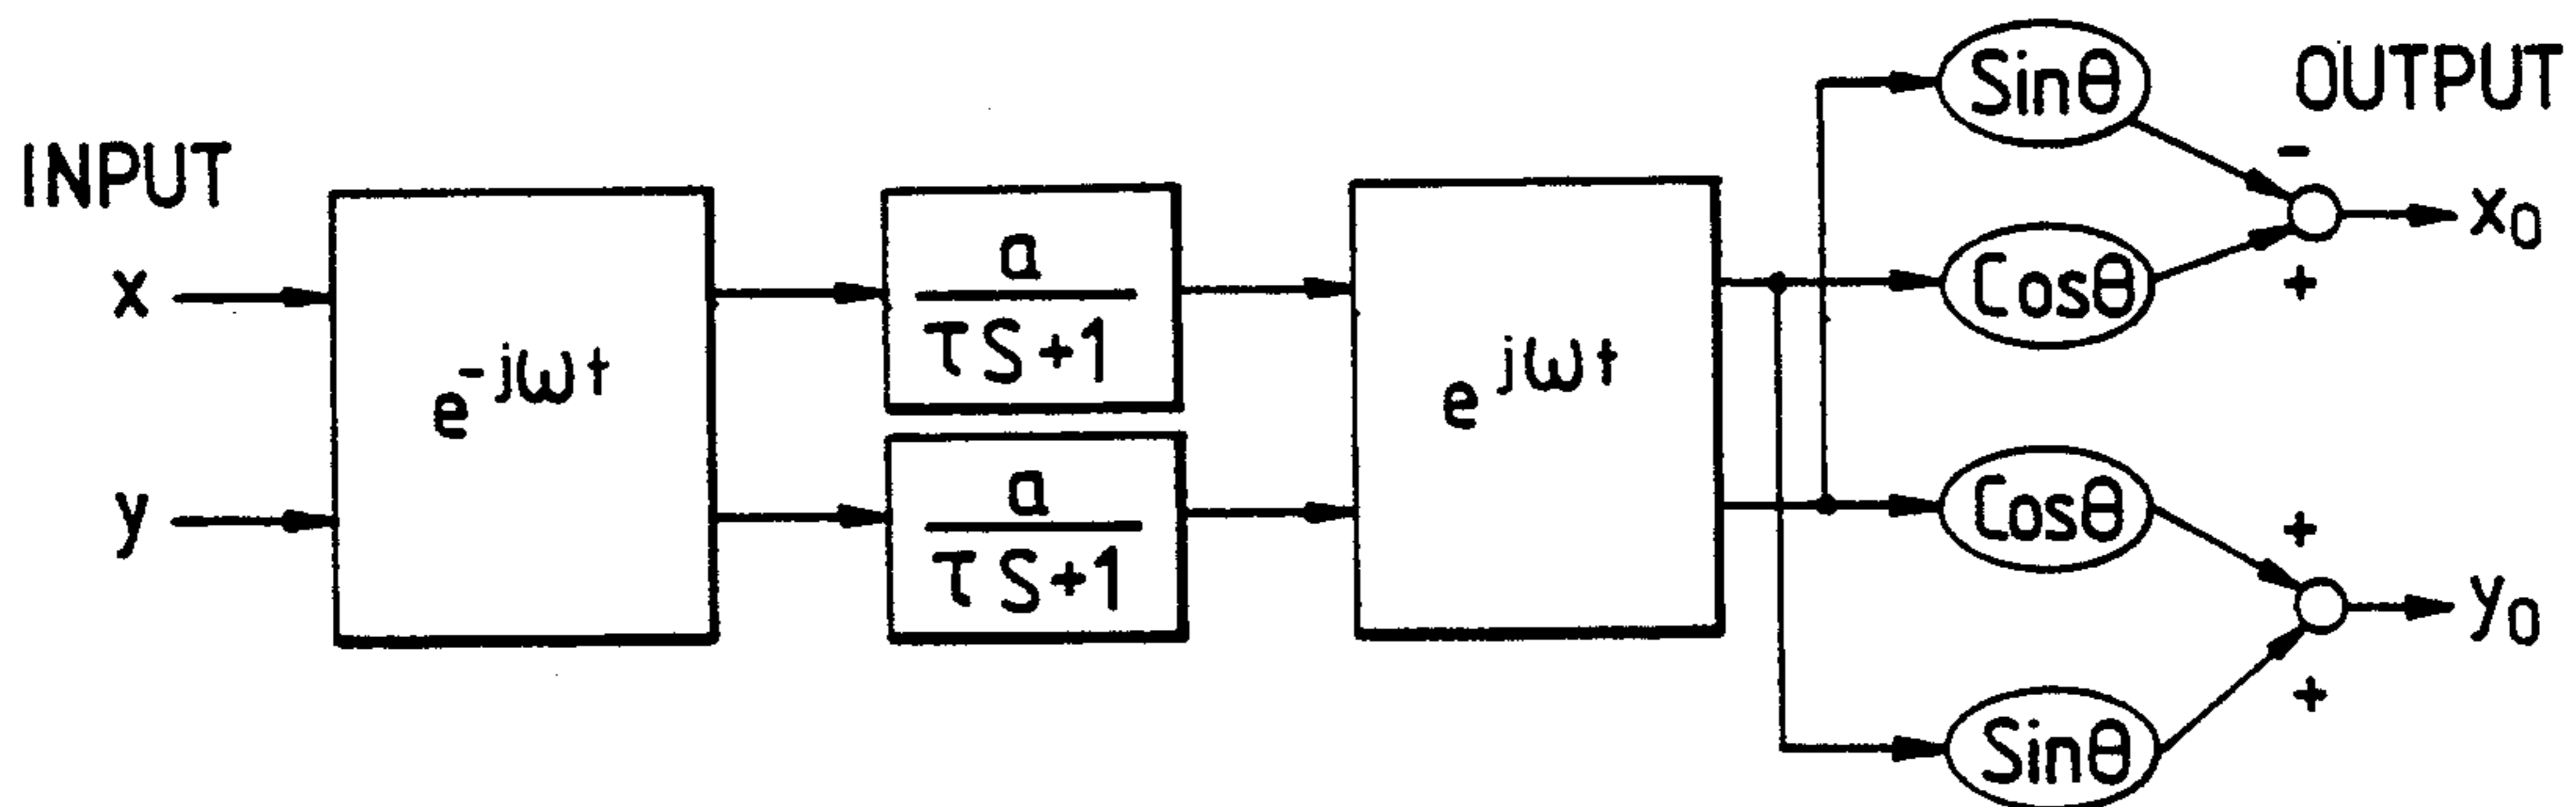 INPUT
x
y
e^{-jωt}
a
τS+1
a
τS+1
e^{jωt}
Sinθ
Cosθ
Cosθ
Sinθ
-
+
+
+
OUTPUT
x₀
y₀